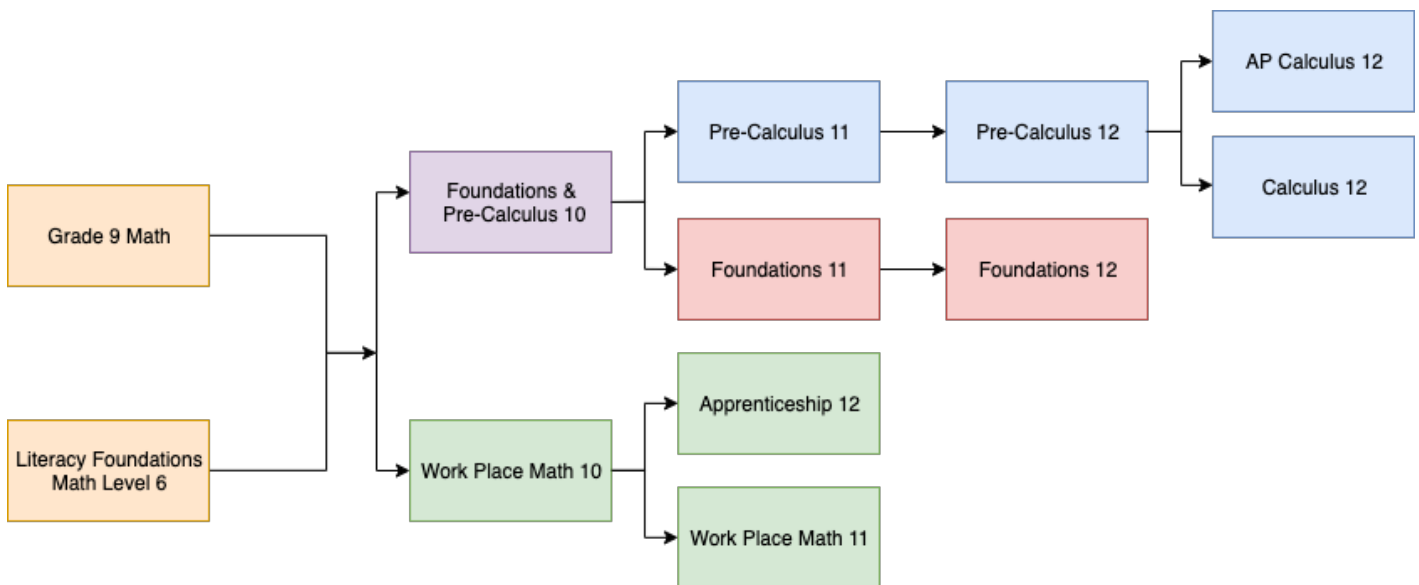 Grade 9 Math
Literacy Foundations
Math Level 6
Foundations &
Pre-Calculus 10
Work Place Math 10
Pre-Calculus 11
Foundations 11
Apprenticeship 12
Work Place Math 11
Pre-Calculus 12
Foundations 12
AP Calculus 12
Calculus 12